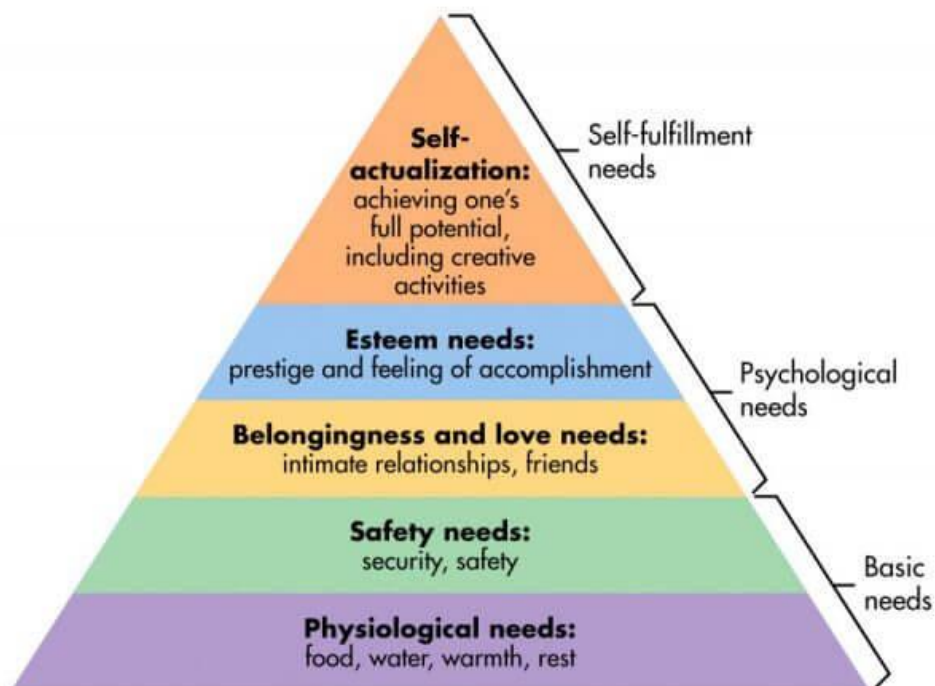 Self-
actualization:
achieving one's
full potential,
including creative
activities
Self-fulfillment
needs
Esteem needs:
prestige and feeling of accomplishment
Psychological
needs
Belongingness and love needs:
intimate relationships, friends
Safety needs:
security, safety
Basic
needs
Physiological needs:
food, water, warmth, rest